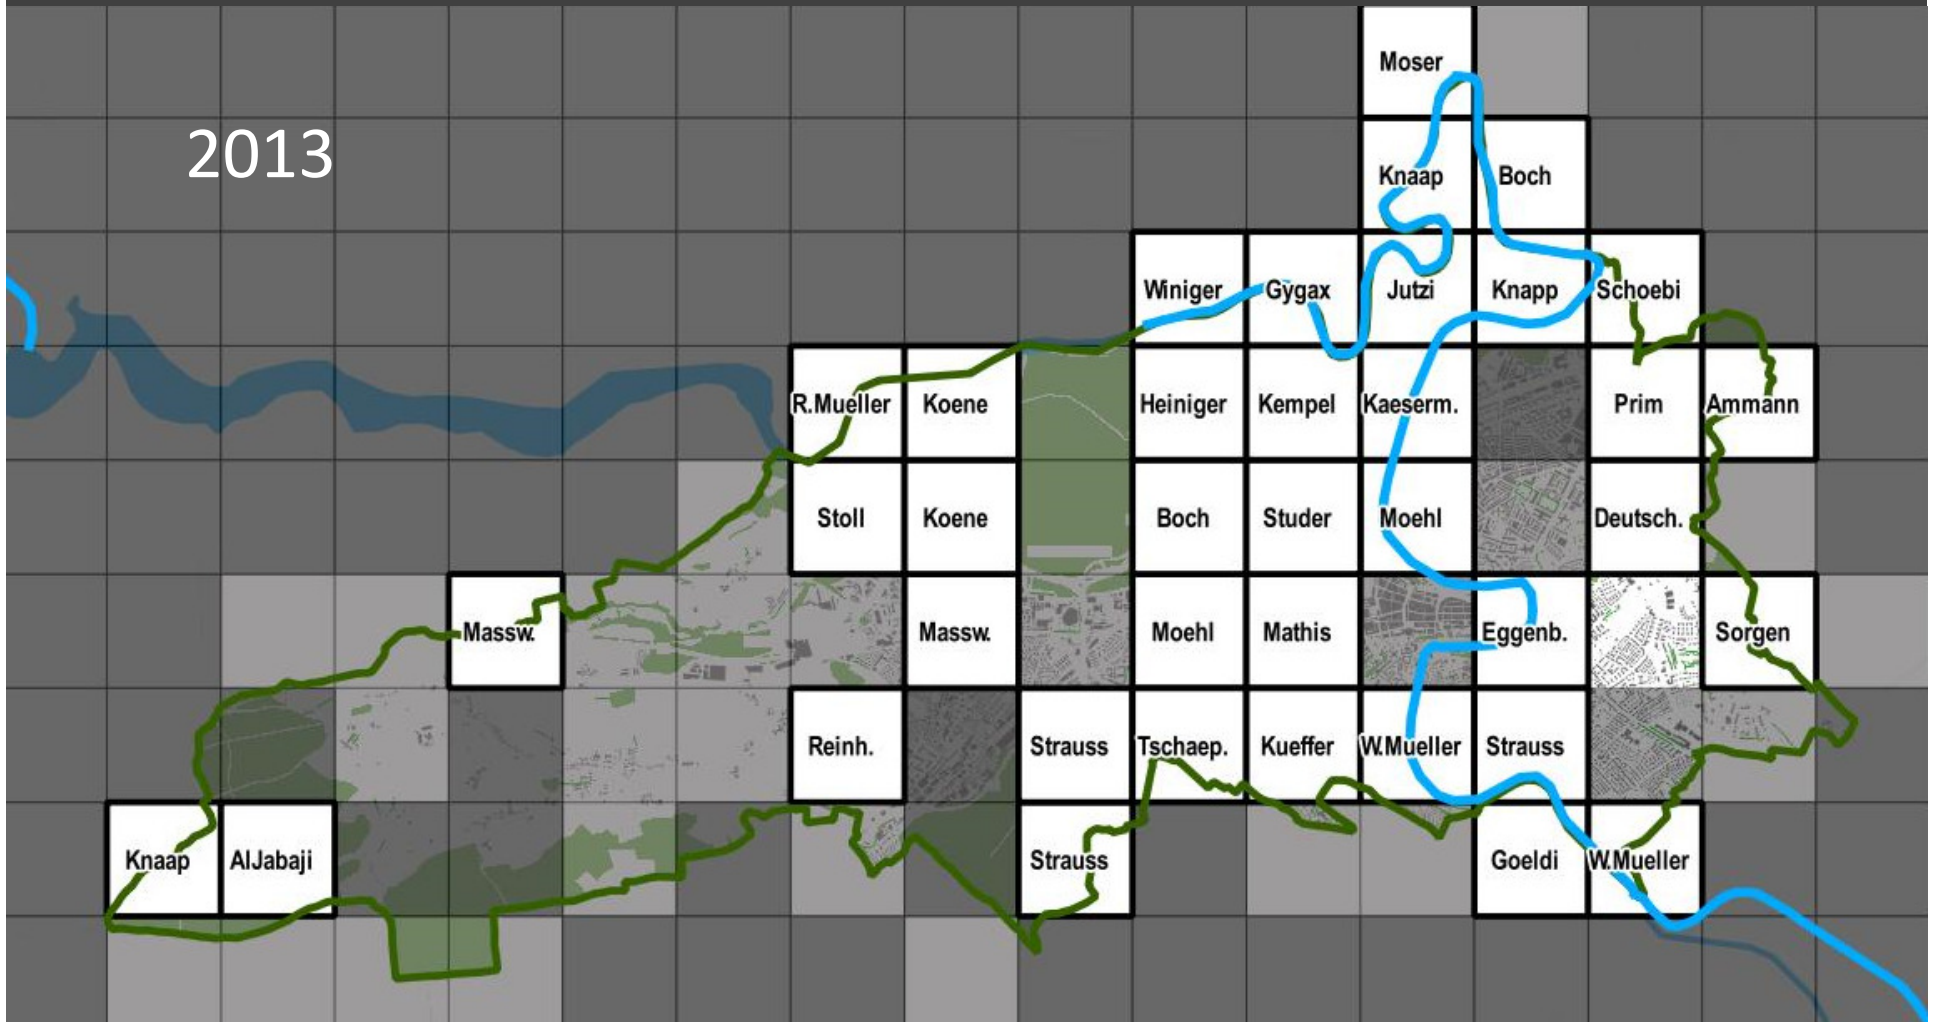 Moser
2013
Knaap Boch
Winiger Gygax Jutzi Knapp Schoebi
R.Mueller Koene Heiniger Kempel Kaeserm. Prim Ammann
Stoll Koene Boch Studer Moehl Deutsch.
Massw. Massw. Moehl Mathis Eggenb. Sorgen
Reinh. Strauss Tschaep. Kueffer W.Mueller Strauss
Knaap AlJabaji Strauss Goeldi W.Mueller